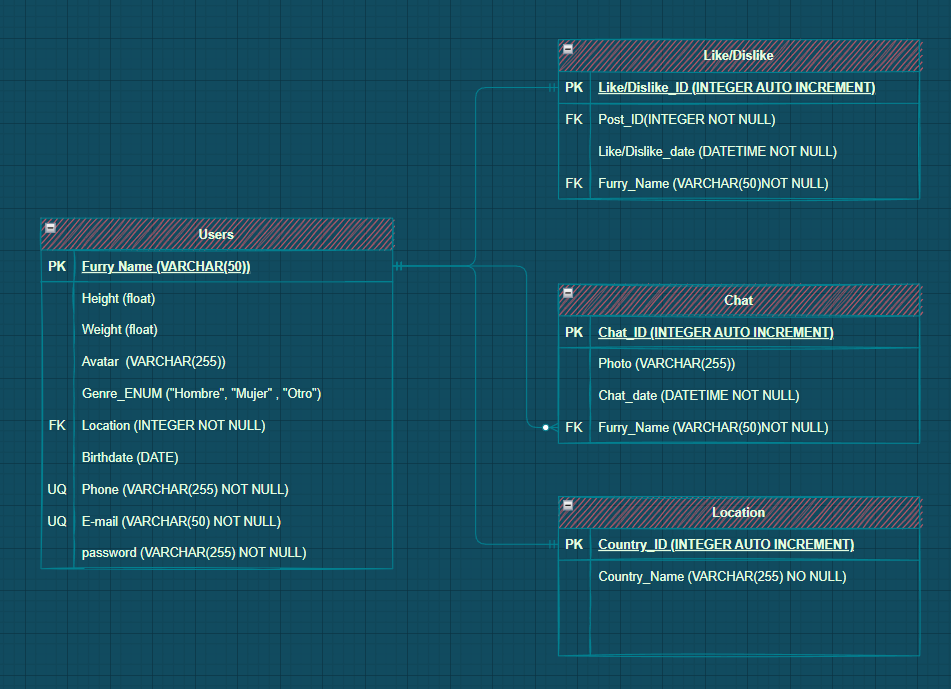 Like/Dislike
PK Like/Dislike_ID (INTEGER AUTO INCREMENT)
FK Post_ID(INTEGER NOT NULL)
Like/Dislike_date (DATETIME NOT NULL)
FK Furry_Name (VARCHAR(50)NOT NULL)
Users
PK Furry Name (VARCHAR(50))
Height (float)
Weight (float)
Avatar (VARCHAR(255))
Genre_ENUM ("Hombre", "Mujer" , "Otro")
FK Location (INTEGER NOT NULL)
Birthdate (DATE)
UQ Phone (VARCHAR(255) NOT NULL)
UQ E-mail (VARCHAR(50) NOT NULL)
password (VARCHAR(255) NOT NULL)
Chat
PK Chat_ID (INTEGER AUTO INCREMENT)
Photo (VARCHAR(255))
Chat_date (DATETIME NOT NULL)
FK Furry_Name (VARCHAR(50)NOT NULL)
Location
PK Country_ID (INTEGER AUTO INCREMENT)
Country_Name (VARCHAR(255) NO NULL)